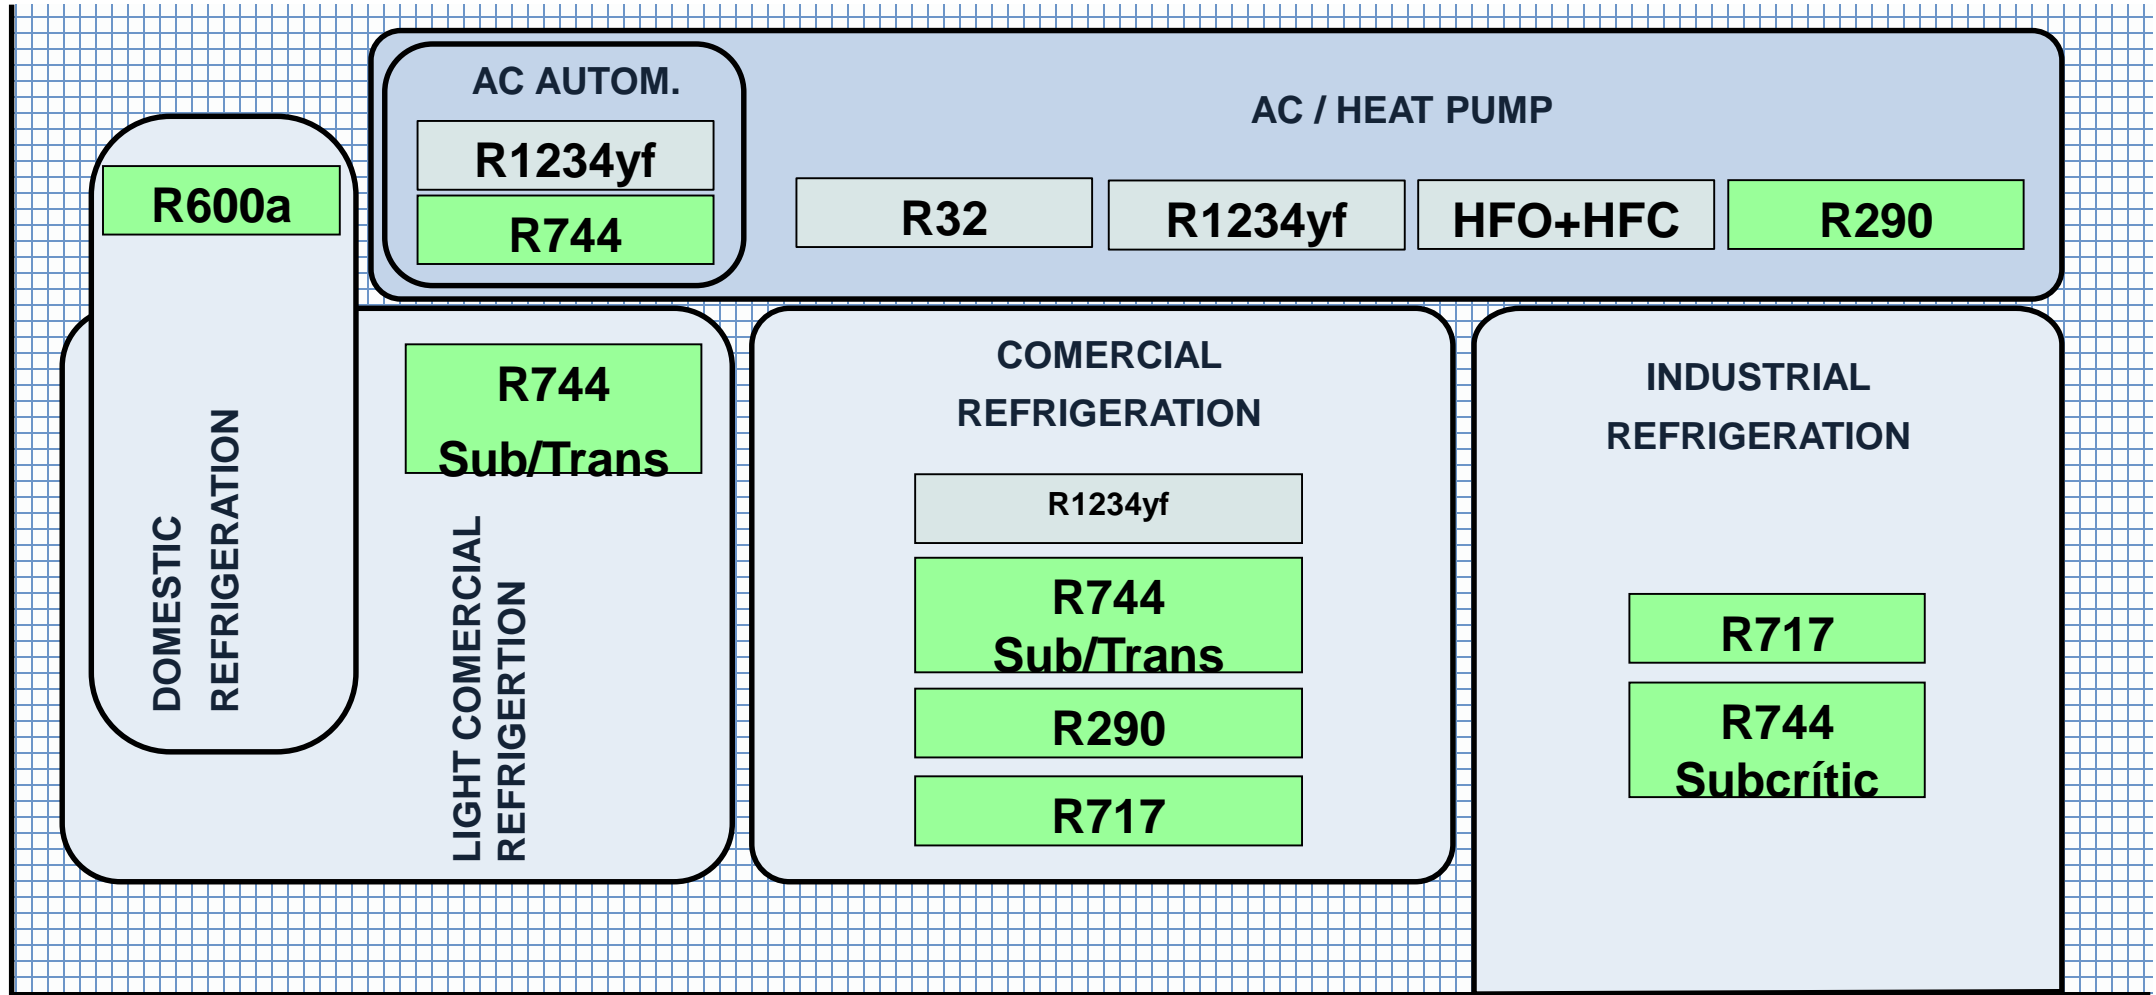 AC AUTOM.
R1234yf
R744
AC / HEAT PUMP
R32
R1234yf
HFO+HFC
R290
R600a
DOMESTIC
REFRIGERATION
R744
Sub/Trans
LIGHT COMERCIAL
REFRIGERTION
COMERCIAL
REFRIGERATION
R1234yf
R744
Sub/Trans
R290
R717
INDUSTRIAL
REFRIGERATION
R717
R744
Subcrític